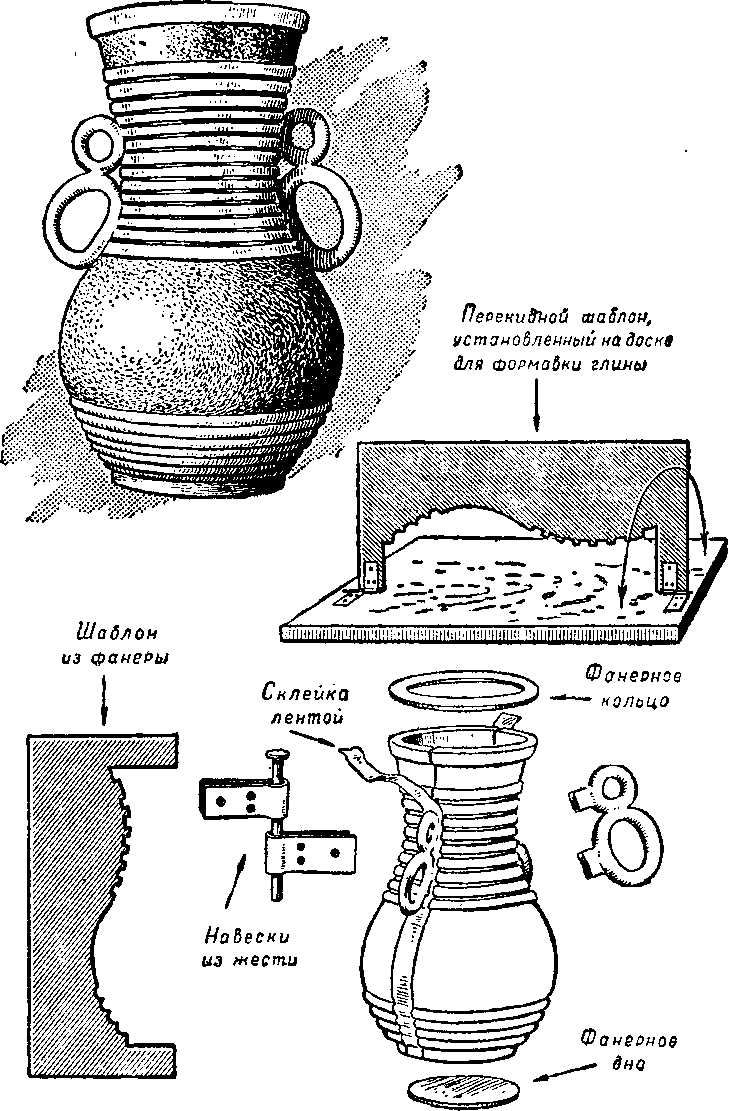 Перекидной шаблон,
установленный на доске
для формовки глины
Шаблон
из фанеры
Склейка
лентой
Фанерное
кольцо
Навески
из жести
Фанерное
дно